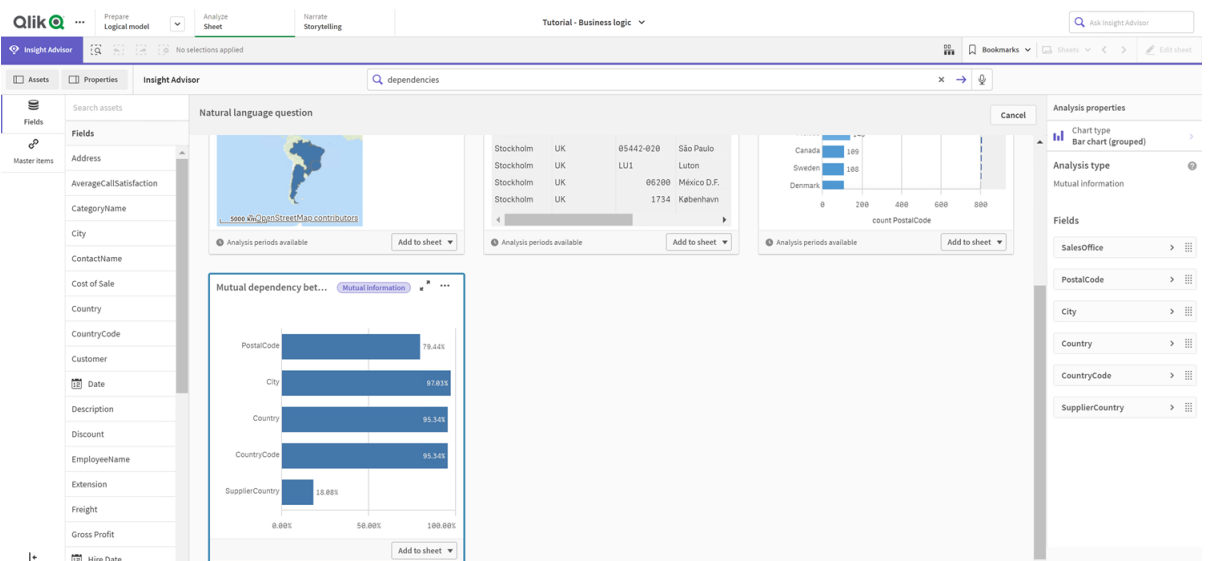 Qlik
Prepare
Logical model
Analyze
Sheet
Narrate
Storytelling
Tutorial - Business logic
Ask Insight Advisor
Insight Advisor
No selections applied
Bookmarks
Sheets
Edit sheet
Assets
Properties
Insight Advisor
dependencies
Fields
Master items
Search assets
Fields
Address
AverageCallSatisfaction
CategoryName
City
ContactName
Cost of Sale
Country
CountryCode
Customer
Date
Description
Discount
EmployeeName
Extension
Freight
Gross Profit
Hire Date
Natural language question
Cancel
5000 km
OpenStreetMap contributors
Analysis periods available
Add to sheet
Stockholm UK 05442-020 São Paulo
Stockholm UK LU1 Luton
Stockholm UK 06200 México D.F.
Stockholm UK 1734 København
Analysis periods available
Add to sheet
Canada 109
Sweden 108
Denmark
0 200 400 600 800
count PostalCode
Analysis periods available
Add to sheet
Mutual dependency bet...
Mutual information
PostalCode 79.44%
City 97.03%
Country 95.34%
CountryCode 95.34%
SupplierCountry 18.08%
0.00% 50.00% 100.00%
Add to sheet
Analysis properties
Chart type
Bar chart (grouped)
Analysis type
Mutual information
Fields
SalesOffice
PostalCode
City
Country
CountryCode
SupplierCountry